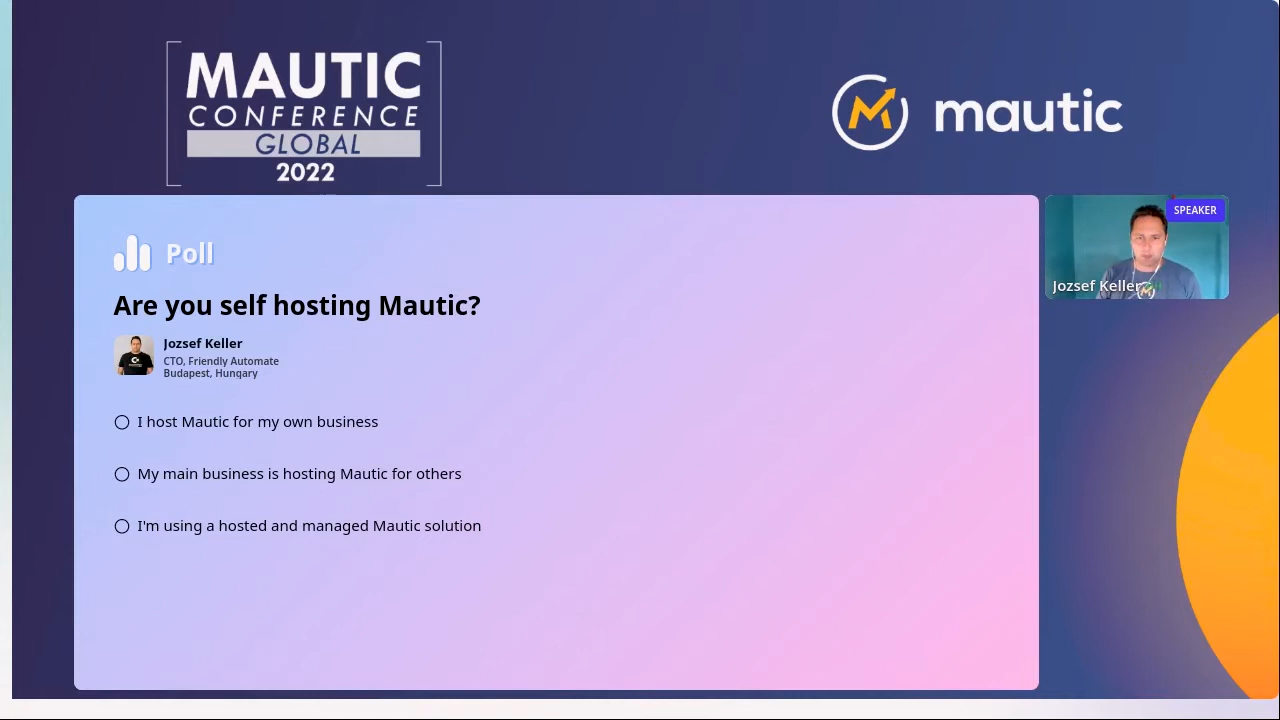 MAUTIC
CONFERENCE
GLOBAL
2022
mautic
SPEAKER
Jozsef Keller
Poll
Are you self hosting Mautic?
Jozsef Keller
CTO, Friendly Automate
Budapest, Hungary
I host Mautic for my own business
My main business is hosting Mautic for others
I'm using a hosted and managed Mautic solution